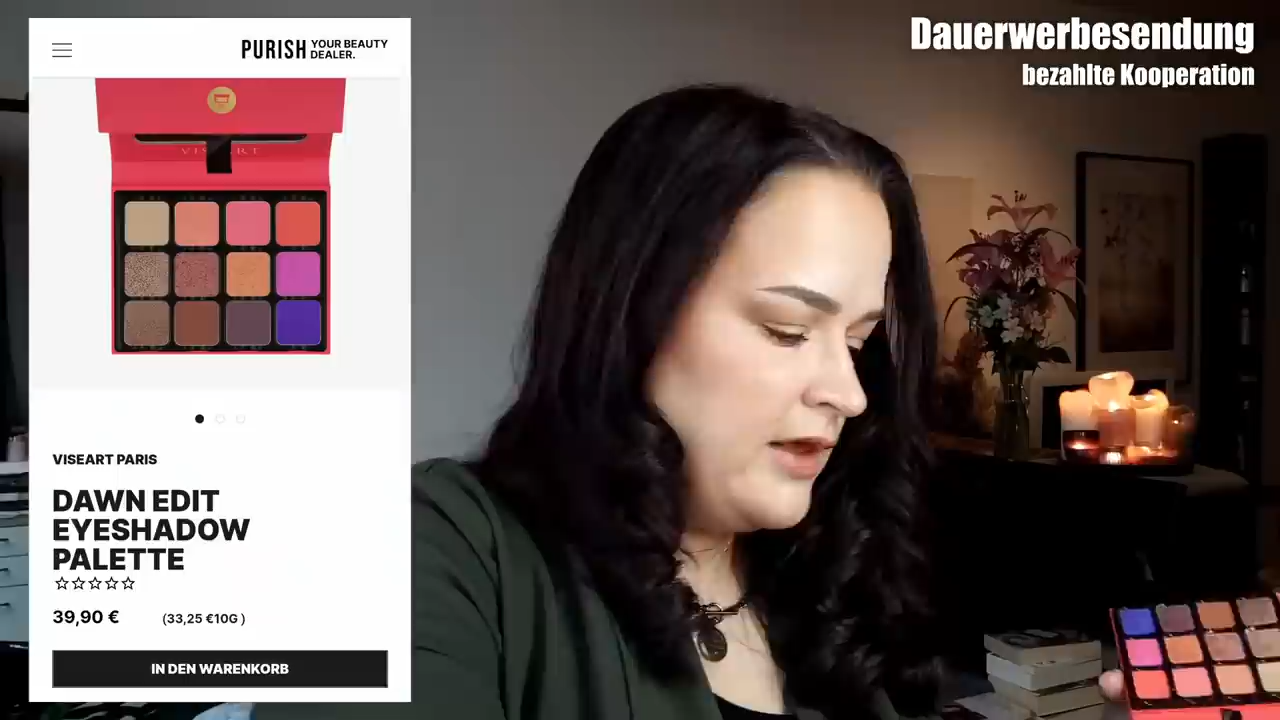 PURISH YOUR BEAUTY
DEALER.
VISEART
VISEART PARIS
DAWN EDIT
EYESHADOW
PALETTE
39,90 €
(33,25 €10G )
IN DEN WARENKORB
Dauerwerbesendung
bezahlte Kooperation